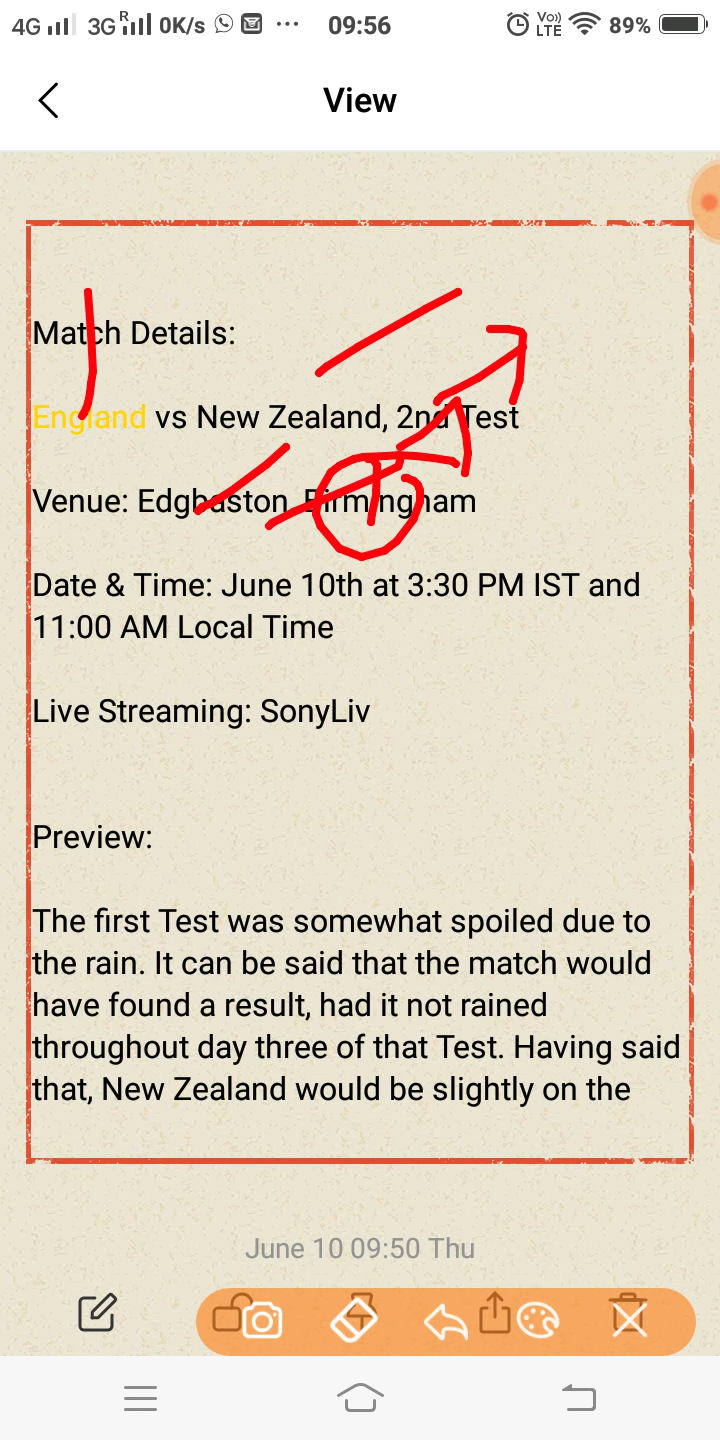 4G 3G R 0K/s 09:56 Vo)) LTE 89%
View
Match Details:
England vs New Zealand, 2nd Test
Venue: Edgbaston, Birmingham
Date & Time: June 10th at 3:30 PM IST and
11:00 AM Local Time
Live Streaming: SonyLiv
Preview:
The first Test was somewhat spoiled due to
the rain. It can be said that the match would
have found a result, had it not rained
throughout day three of that Test. Having said
that, New Zealand would be slightly on the
June 10 09:50 Thu